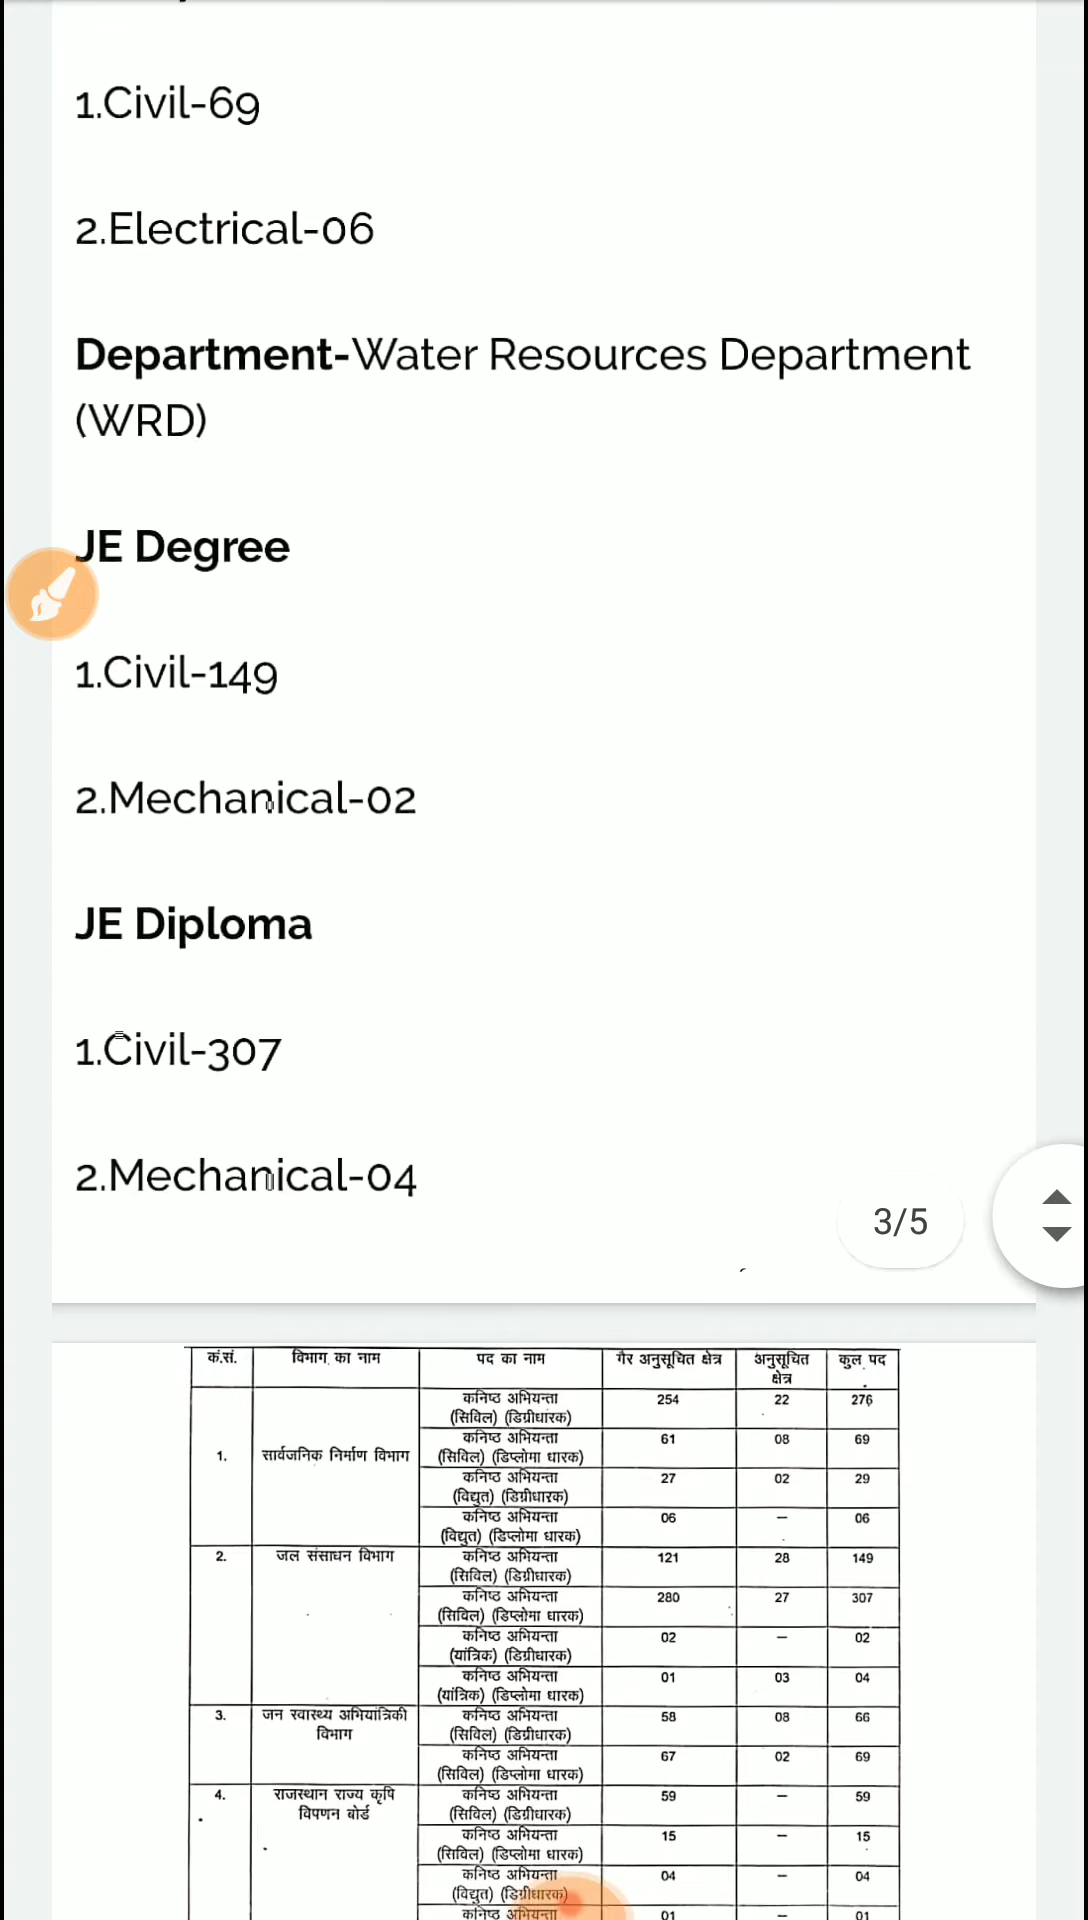 1.Civil-69
2.Electrical-06
Department-Water Resources Department
(WRD)
JE Degree
1.Civil-149
2.Mechanical-02
JE Diploma
1.Civil-307
2.Mechanical-04
3/5
कं.सं. विभाग का नाम पद का नाम गैर अनुसूचित क्षेत्र अनुसूचित क्षेत्र कुल पद
1. सार्वजनिक निर्माण विभाग
कनिष्ठ अभियन्ता
(सिविल) (डिग्रीधारक) 254 22 276
कनिष्ठ अभियन्ता
(सिविल) (डिप्लोमा धारक) 61 08 69
कनिष्ठ अभियन्ता
(विद्युत) (डिग्रीधारक) 27 02 29
कनिष्ठ अभियन्ता
(विद्युत) (डिप्लोमा धारक) 06 – 06
2. जल संसाधन विभाग
कनिष्ठ अभियन्ता
(सिविल) (डिग्रीधारक) 121 28 149
कनिष्ठ अभियन्ता
(सिविल) (डिप्लोमा धारक) 280 27 307
कनिष्ठ अभियन्ता
(यांत्रिक) (डिग्रीधारक) 02 – 02
कनिष्ठ अभियन्ता
(यांत्रिक) (डिप्लोमा धारक) 01 03 04
3. जन स्वास्थ्य अभियांत्रिकी
विभाग
कनिष्ठ अभियन्ता
(सिविल) (डिग्रीधारक) 58 08 66
कनिष्ठ अभियन्ता
(सिविल) (डिप्लोमा धारक) 67 02 69
4. राजस्थान राज्य कृषि
विपणन बोर्ड
कनिष्ठ अभियन्ता
(सिविल) (डिग्रीधारक) 59 – 59
कनिष्ठ अभियन्ता
(सिविल) (डिप्लोमा धारक) 15 – 15
कनिष्ठ अभियन्ता
(विद्युत) (डिग्रीधारक) 04 – 04
कनिष्ठ अभियन्ता 01 – 01